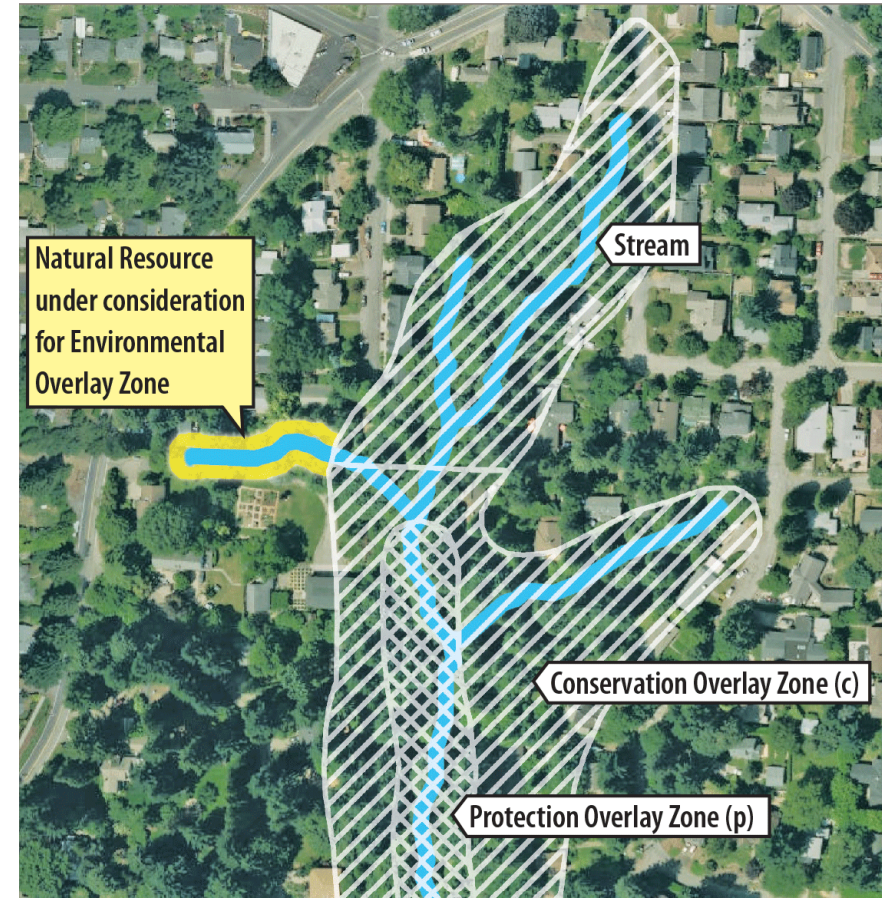 Stream
Natural Resource
under consideration
for Environmental
Overlay Zone
Conservation Overlay Zone (c)
Protection Overlay Zone (p)